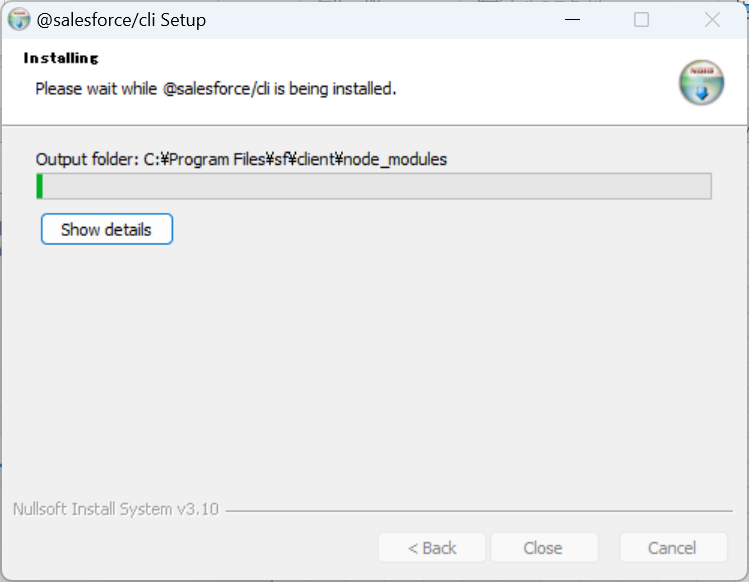 @salesforce/cli Setup
Installing
Please wait while @salesforce/cli is being installed.
Output folder: C:¥Program Files¥sf¥client¥node_modules
Show details
Nullsoft Install System v3.10
< Back
Close
Cancel